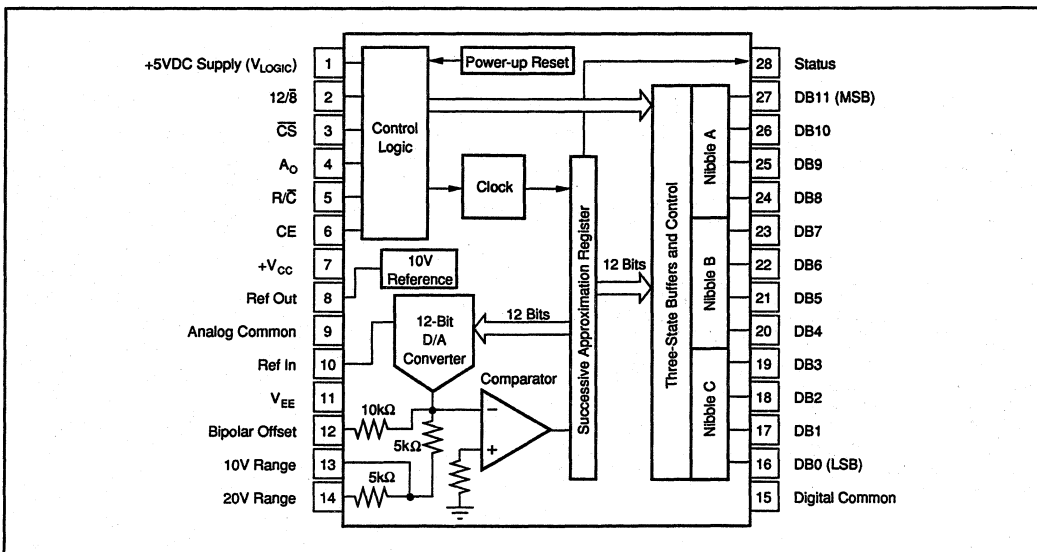 +5VDC Supply (V_LOGIC) 1
12/8̅ 2
C̅S̅ 3
A_O 4
R/C̅ 5
CE 6
+V_CC 7
Ref Out 8
Analog Common 9
Ref In 10
V_EE 11
Bipolar Offset 12
10V Range 13
20V Range 14
Control Logic
Power-up Reset
Clock
10V Reference
12-Bit D/A Converter
12 Bits
Comparator
10kΩ
5kΩ
5kΩ
−
+
Successive Approximation Register
12 Bits
Three-State Buffers and Control
Nibble A
Nibble B
Nibble C
28 Status
27 DB11 (MSB)
26 DB10
25 DB9
24 DB8
23 DB7
22 DB6
21 DB5
20 DB4
19 DB3
18 DB2
17 DB1
16 DB0 (LSB)
15 Digital Common